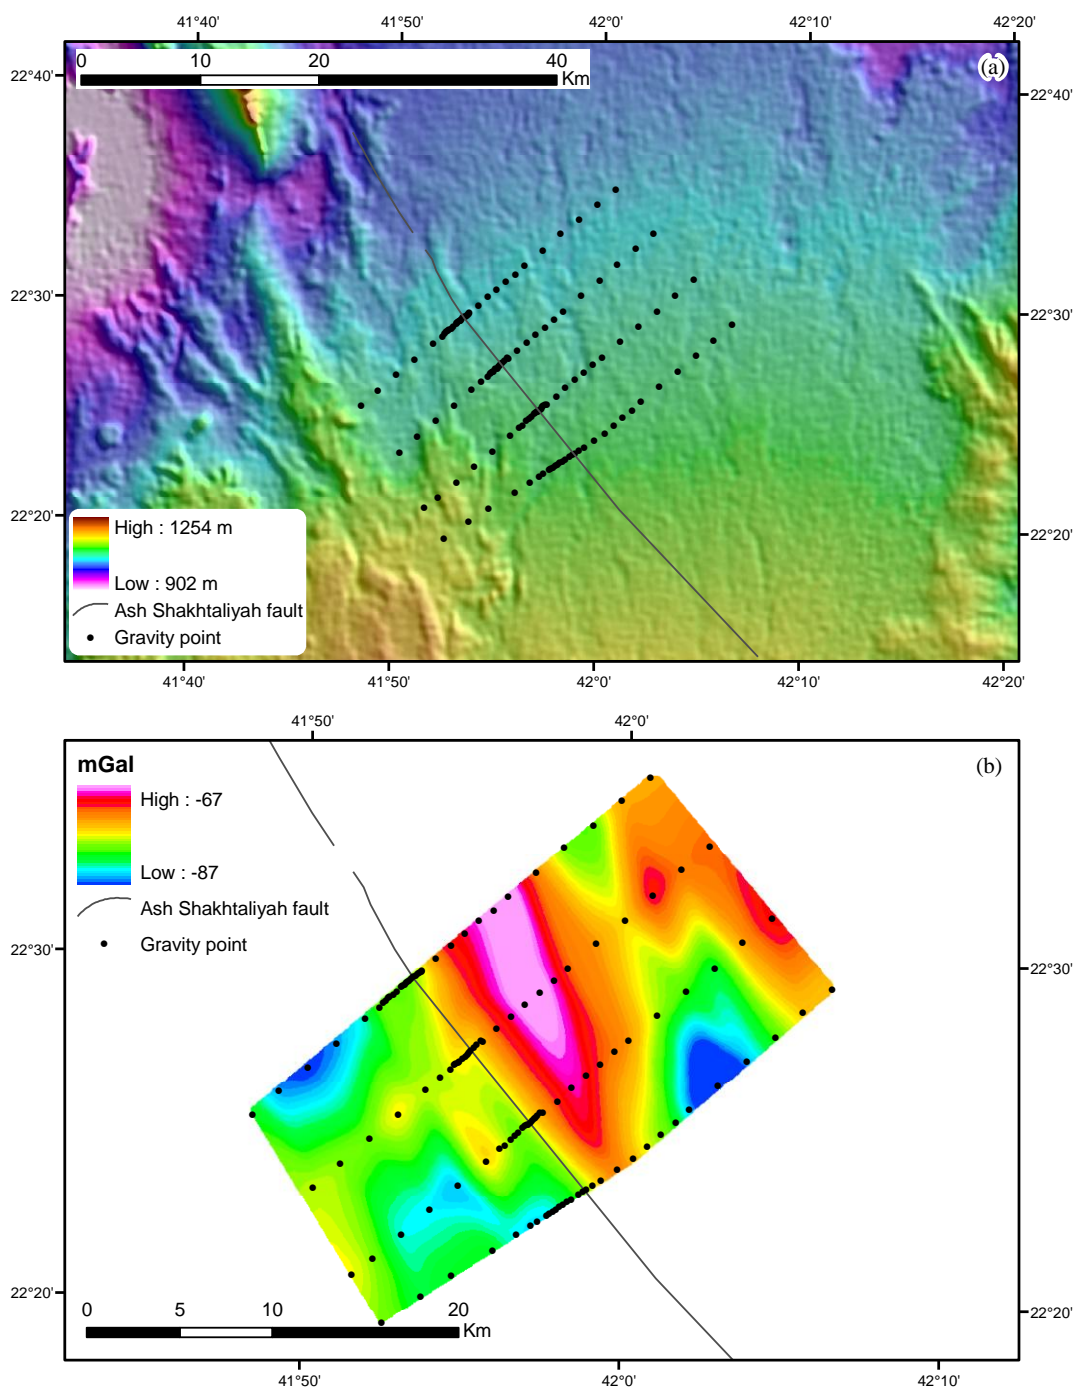 41°40' 41°50' 42°0' 42°10' 42°20'
0 10 20 40
Km
(a)
22°40' 22°40'
22°30' 22°30'
22°20' 22°20'
High : 1254 m
Low : 902 m
Ash Shakhtaliyah fault
Gravity point
41°40' 41°50' 42°0' 42°10' 42°20'
41°50' 42°0'
mGal
(b)
High : -67
Low : -87
Ash Shakhtaliyah fault
Gravity point
22°30' 22°30'
22°20' 22°20'
0 5 10 20
Km
41°50' 42°0' 42°10'